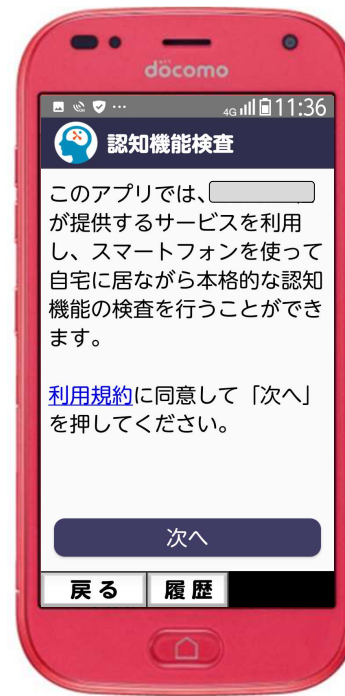 docomo
4G 11:36
認知機能検査
このアプリでは、
が提供するサービスを利用
し、スマートフォンを使って
自宅に居ながら本格的な認知
機能の検査を行うことができ
ます。
利用規約に同意して「次へ」
を押してください。
次へ
戻る 履歴